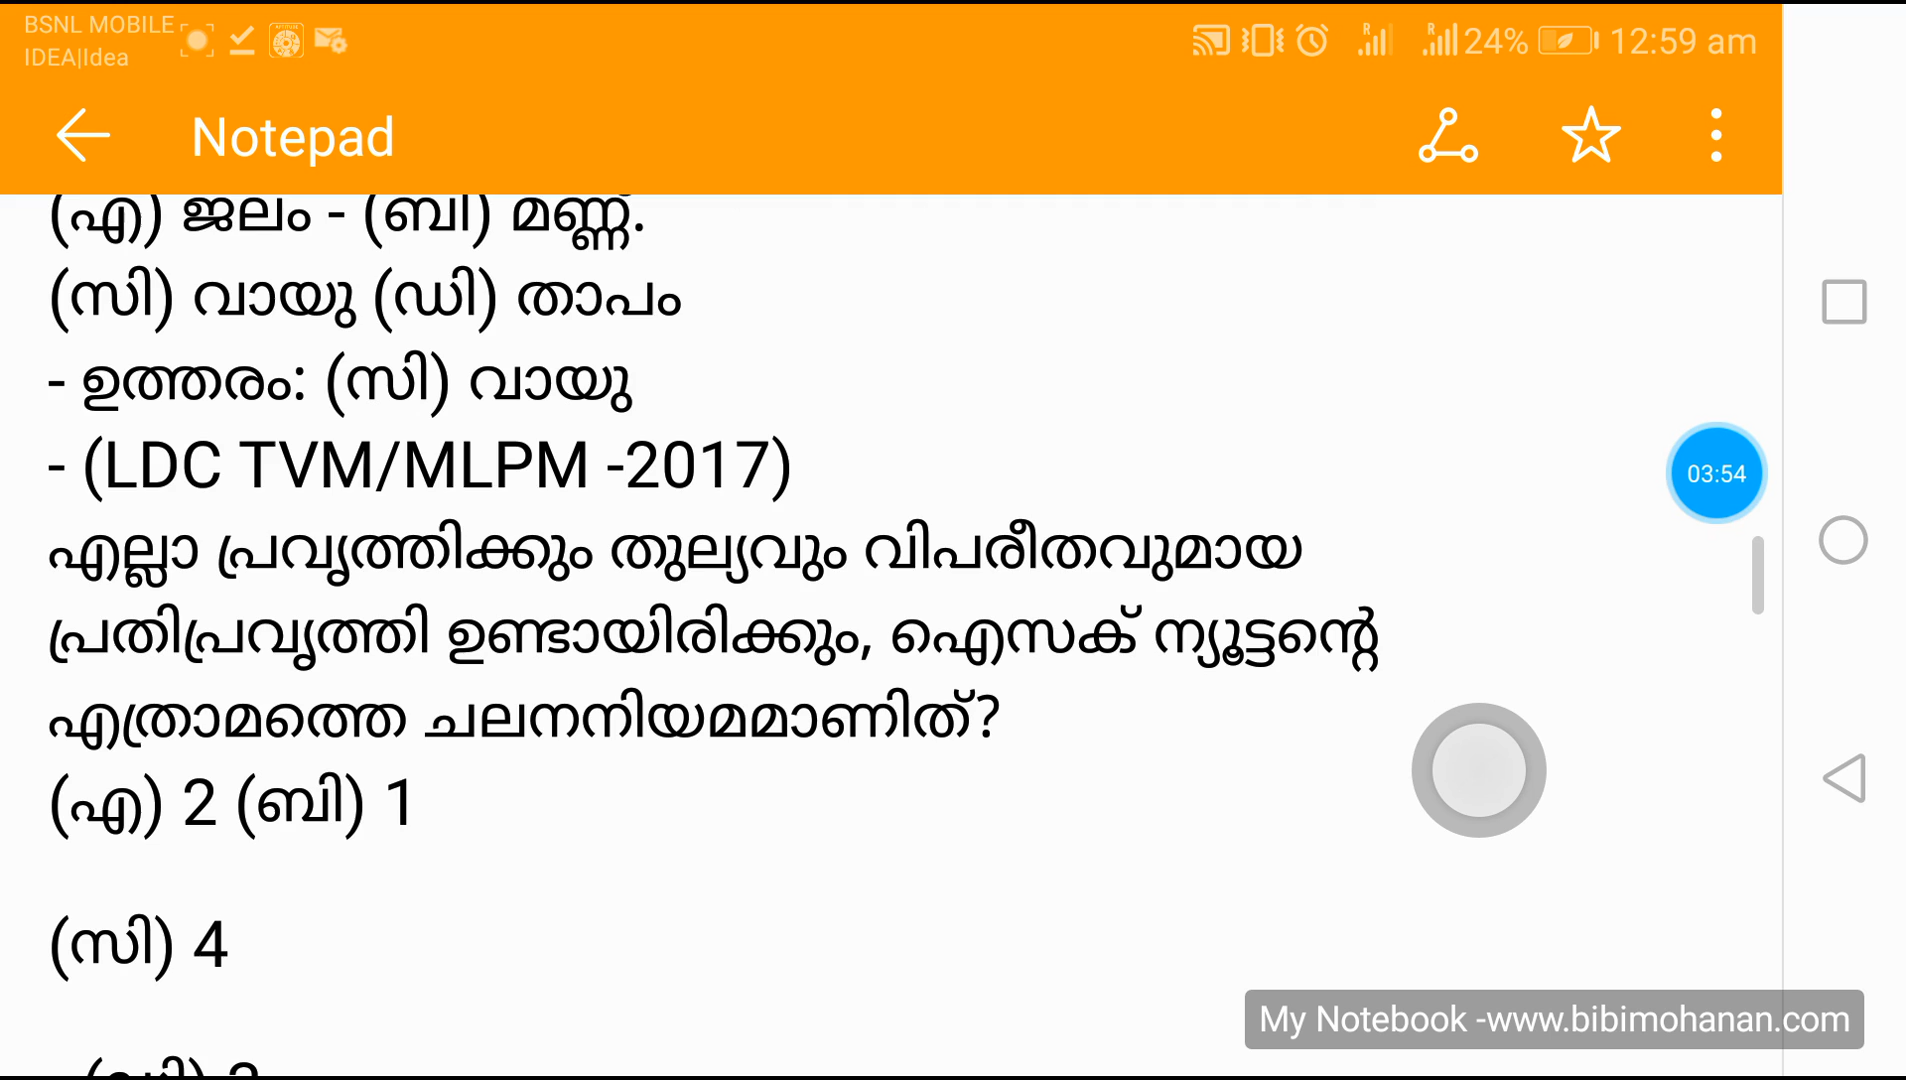 BSNL MOBILE
IDEA|Idea
24% 12:59 am
Notepad
(എ) ജലം - (ബി) മണ്ണ്.
(സി) വായു (ഡി) താപം
- ഉത്തരം: (സി) വായു
- (LDC TVM/MLPM -2017)
03:54
എല്ലാ പ്രവൃത്തിക്കും തുല്യവും വിപരീതവുമായ
പ്രതിപ്രവൃത്തി ഉണ്ടായിരിക്കും, ഐസക് ന്യൂട്ടന്റെ
എത്രാമത്തെ ചലനനിയമമാണിത്?
(എ) 2 (ബി) 1
(സി) 4
My Notebook -www.bibimohanan.com